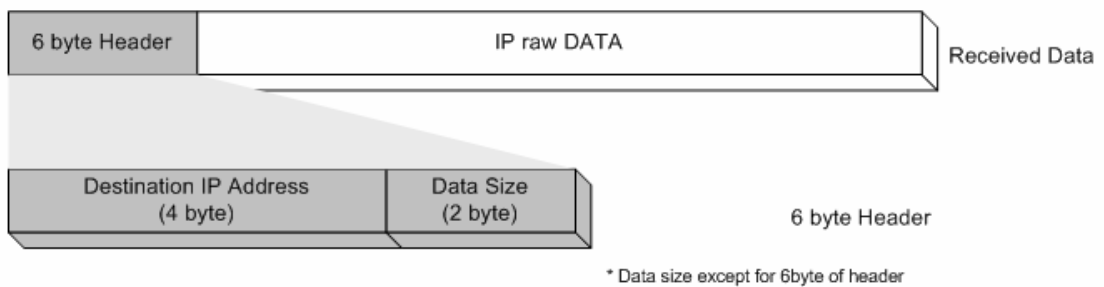 6 byte Header
IP raw DATA
Received Data
Destination IP Address
(4 byte)
Data Size
(2 byte)
6 byte Header
* Data size except for 6byte of header